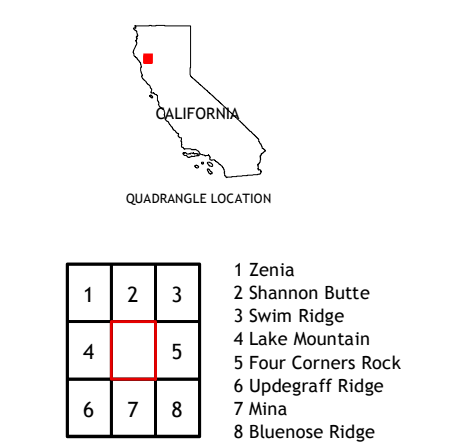 CALIFORNIA
QUADRANGLE LOCATION
1 2 3
4 5
6 7 8
1 Zenia
2 Shannon Butte
3 Swim Ridge
4 Lake Mountain
5 Four Corners Rock
6 Updegraff Ridge
7 Mina
8 Bluenose Ridge